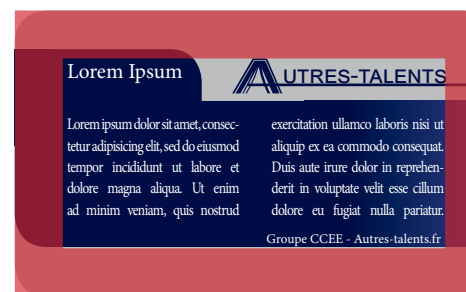 Lorem Ipsum
AUTRES-TALENTS
Lorem ipsum dolor sit amet, consec-
tetur adipisicing elit, sed do eiusmod
tempor incididunt ut labore et
dolore magna aliqua. Ut enim
ad minim veniam, quis nostrud
exercitation ullamco laboris nisi ut
aliquip ex ea commodo consequat.
Duis aute irure dolor in reprehen-
derit in voluptate velit esse cillum
dolore eu fugiat nulla pariatur.
Groupe CCEE - Autres-talents.fr